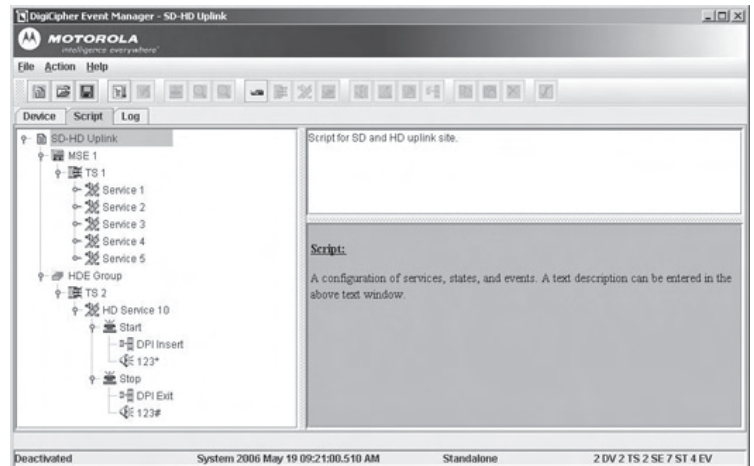 DigiCipher Event Manager - SD-HD Uplink
MOTOROLA
intelligence everywhere
File Action Help
Device Script Log
SD-HD Uplink
MSE 1
TS 1
Service 1
Service 2
Service 3
Service 4
Service 5
HDE Group
TS 2
HD Service 10
Start
DPI Insert
123*
Stop
DPI Exit
123#
Script for SD and HD uplink site.
Script:
A configuration of services, states, and events. A text description can be entered in the
above text window.
Deactivated System 2006 May 19 09:21:00.510 AM Standalone 2 DV 2 TS 2 SE 7 ST 4 EV